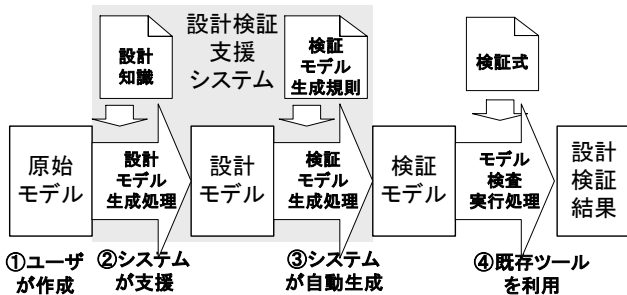 設計
知識
設計検証
支援
システム
検証
モデル
生成規則
検証式
原始
モデル
設計
モデル
生成処理
設計
モデル
検証
モデル
生成処理
検証
モデル
モデル
検査
実行処理
設計
検証
結果
①ユーザ
が作成
②システム
が支援
③システム
が自動生成
④既存ツール
を利用